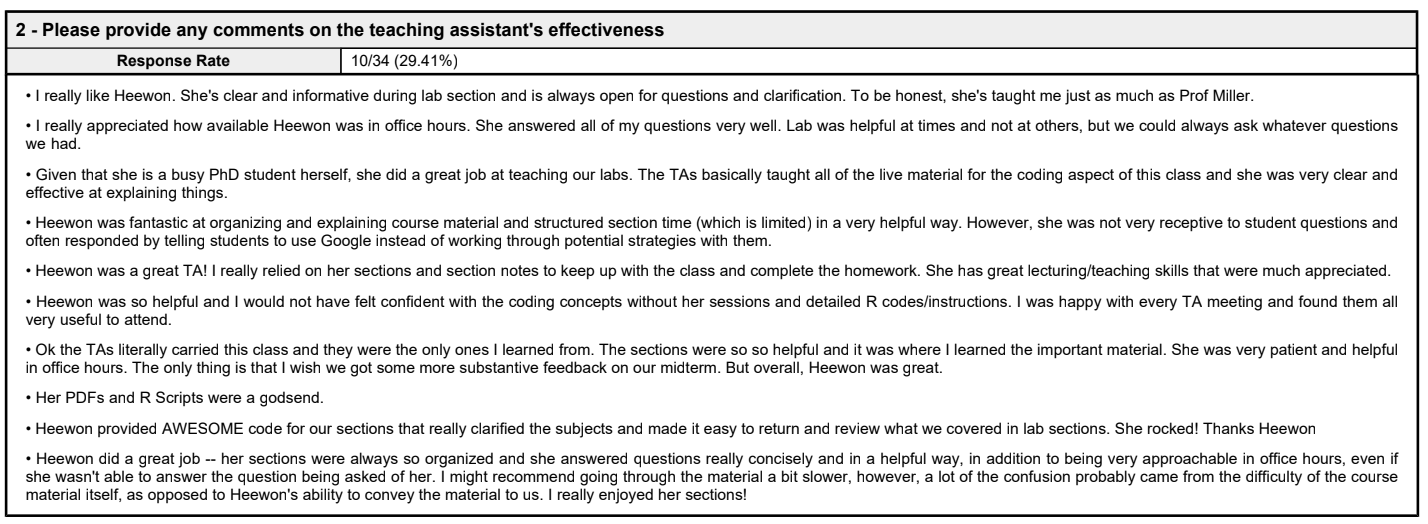 2 - Please provide any comments on the teaching assistant's effectiveness
Response Rate 10/34 (29.41%)
• I really like Heewon. She's clear and informative during lab section and is always open for questions and clarification. To be honest, she's taught me just as much as Prof Miller.
• I really appreciated how available Heewon was in office hours. She answered all of my questions very well. Lab was helpful at times and not at others, but we could always ask whatever questions
we had.
• Given that she is a busy PhD student herself, she did a great job at teaching our labs. The TAs basically taught all of the live material for the coding aspect of this class and she was very clear and
effective at explaining things.
• Heewon was fantastic at organizing and explaining course material and structured section time (which is limited) in a very helpful way. However, she was not very receptive to student questions and
often responded by telling students to use Google instead of working through potential strategies with them.
• Heewon was a great TA! I really relied on her sections and section notes to keep up with the class and complete the homework. She has great lecturing/teaching skills that were much appreciated.
• Heewon was so helpful and I would not have felt confident with the coding concepts without her sessions and detailed R codes/instructions. I was happy with every TA meeting and found them all
very useful to attend.
• Ok the TAs literally carried this class and they were the only ones I learned from. The sections were so so helpful and it was where I learned the important material. She was very patient and helpful
in office hours. The only thing is that I wish we got some more substantive feedback on our midterm. But overall, Heewon was great.
• Her PDFs and R Scripts were a godsend.
• Heewon provided AWESOME code for our sections that really clarified the subjects and made it easy to return and review what we covered in lab sections. She rocked! Thanks Heewon
• Heewon did a great job -- her sections were always so organized and she answered questions really concisely and in a helpful way, in addition to being very approachable in office hours, even if
she wasn't able to answer the question being asked of her. I might recommend going through the material a bit slower, however, a lot of the confusion probably came from the difficulty of the course
material itself, as opposed to Heewon's ability to convey the material to us. I really enjoyed her sections!